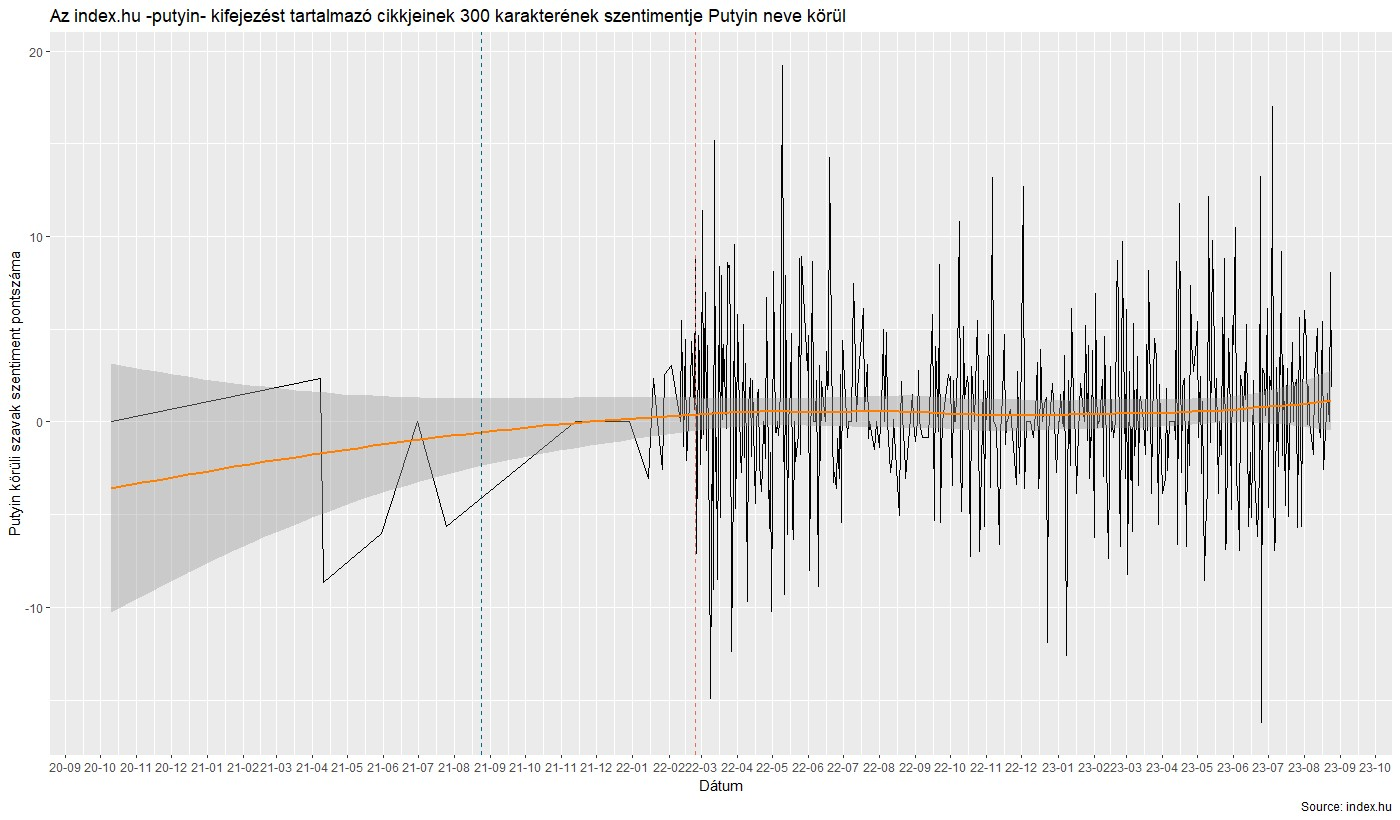 Az index.hu -putyin- kifejezést tartalmazó cikkjeinek 300 karakterének szentimentje Putyin neve körül
20
10
0
-10
Putyin körüli szavak szentiment pontszáma
20-09 20-10 20-11 20-12 21-01 21-02 21-03 21-04 21-05 21-06 21-07 21-08 21-09 21-10 21-11 21-12 22-01 22-02 22-03 22-04 22-05 22-06 22-07 22-08 22-09 22-10 22-11 22-12 23-01 23-02 23-03 23-04 23-05 23-06 23-07 23-08 23-09 23-10
Dátum
Source: index.hu